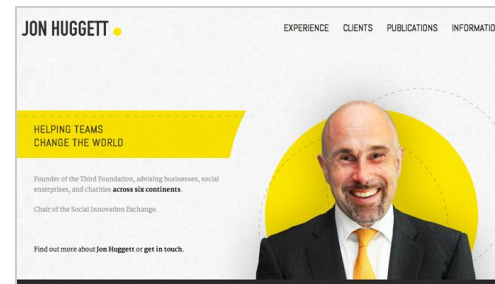 JON HUGGETT
EXPERIENCE CLIENTS PUBLICATIONS INFORMATIO
HELPING TEAMS
CHANGE THE WORLD
Founder of the Third Foundation, advising businesses, social
enterprises, and charities across six continents.
Chair of the Social Innovation Exchange.
Find out more about Jon Huggett or get in touch.